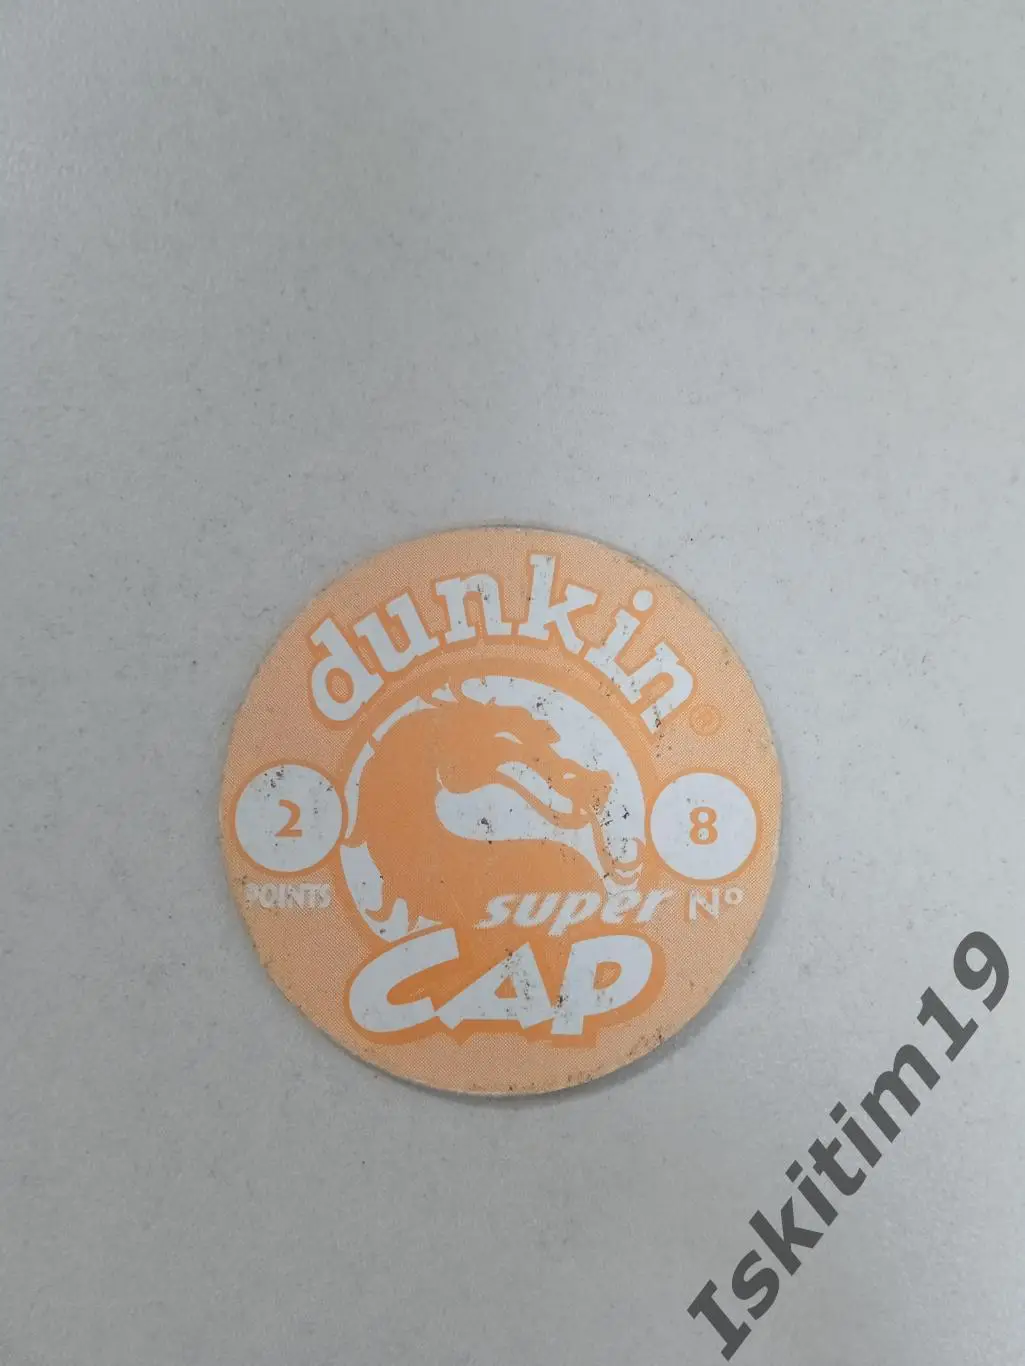 dunkin®
2 8
POINTS Nº
super
CAP
Iskitim19